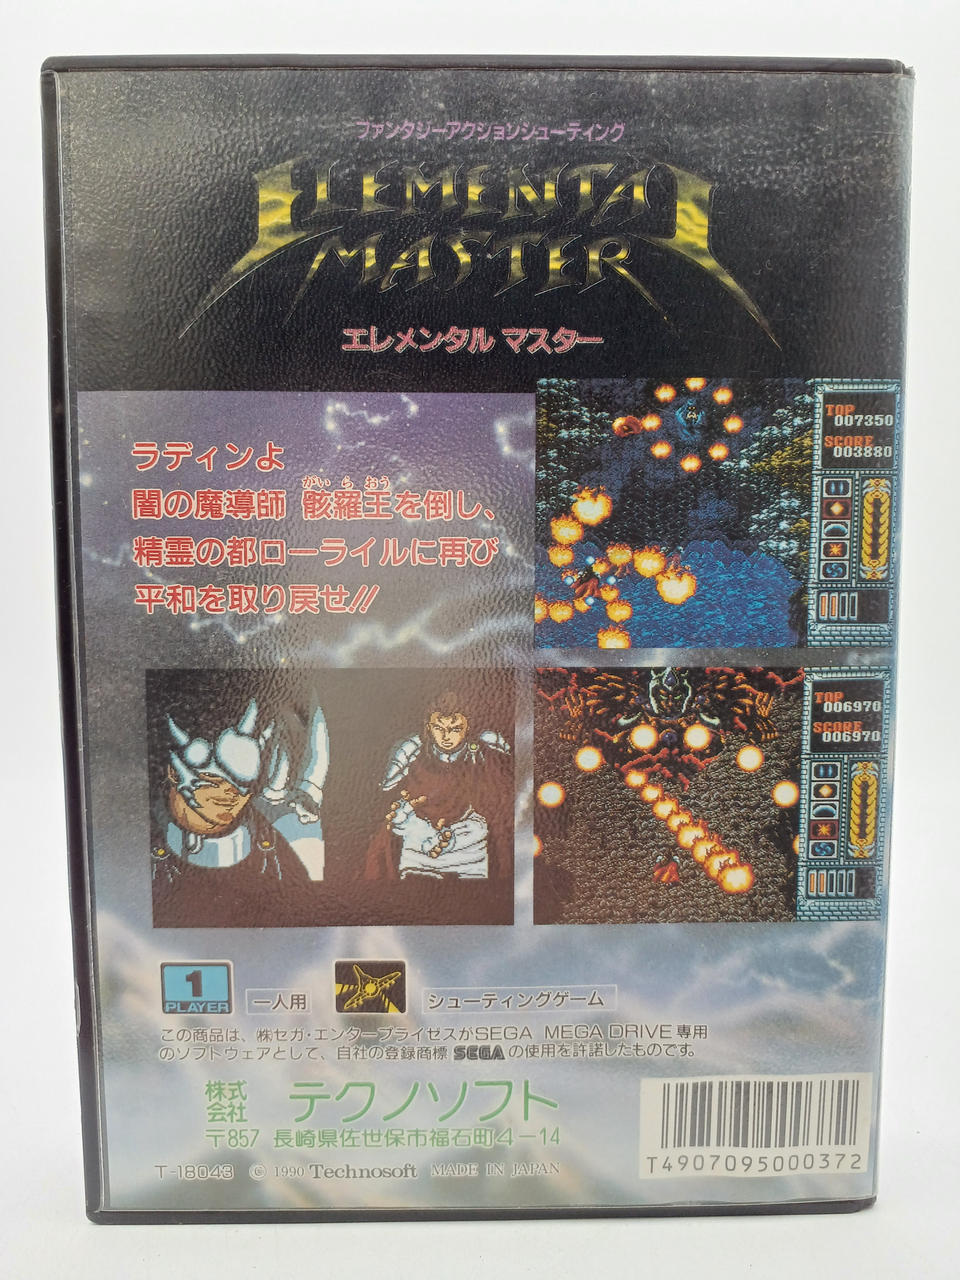 ファンタジーアクションシューティング
ELEMENTAL
MASTER
エレメンタル マスター
ラディンよ
がいらおう
闇の魔導師 骸羅王を倒し、
精霊の都ローライルに再び
平和を取り戻せ!!
TOP
007350
SCORE
003880
TOP
006970
SCORE
006970
1
PLAYER
一人用
シューティングゲーム
この商品は、㈱セガ・エンタープライゼスがSEGA MEGA DRIVE専用
のソフトウェアとして、自社の登録商標 SEGA の使用を許諾したものです。
株式会社 テクノソフト
〒857 長崎県佐世保市福石町4-14
T-18043 © 1990 Technosoft MADE IN JAPAN
T4907095000372